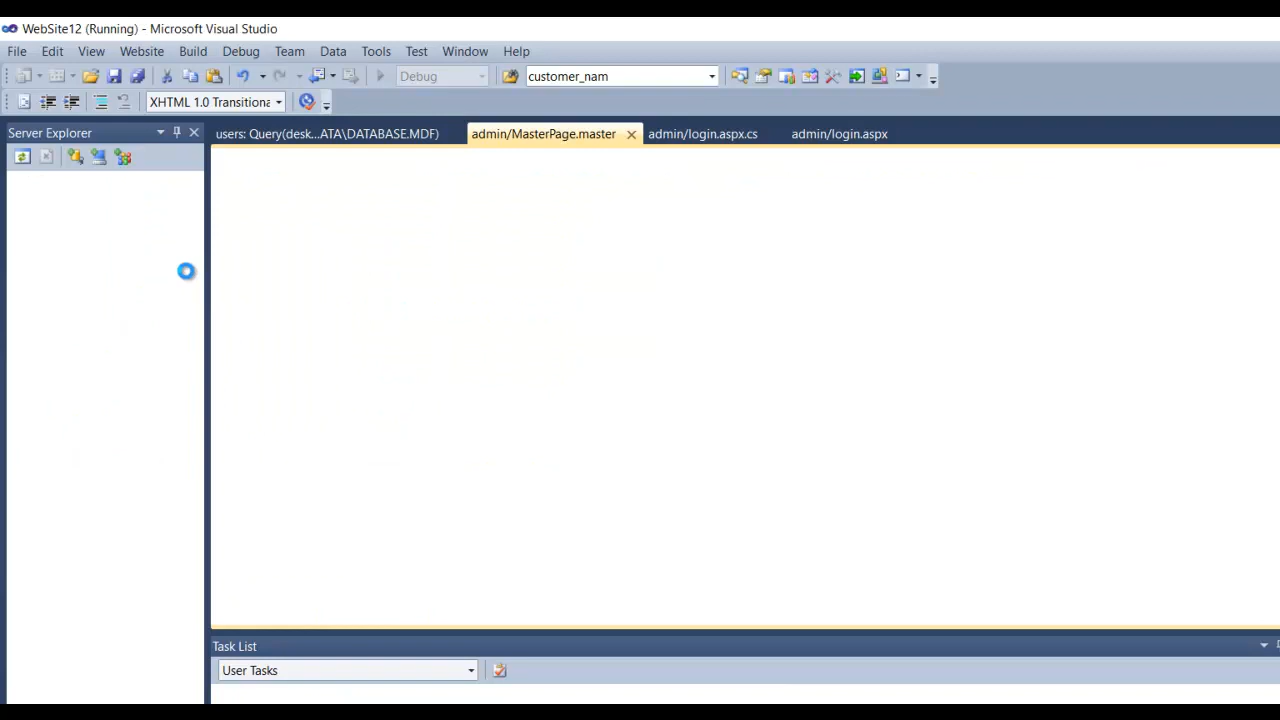 WebSite12 (Running) - Microsoft Visual Studio
File Edit View Website Build Debug Team Data Tools Test Window Help
Debug customer_nam
XHTML 1.0 Transitiona
Server Explorer
users: Query(desk...ATA\DATABASE.MDF) admin/MasterPage.master admin/login.aspx.cs admin/login.aspx
Task List
User Tasks